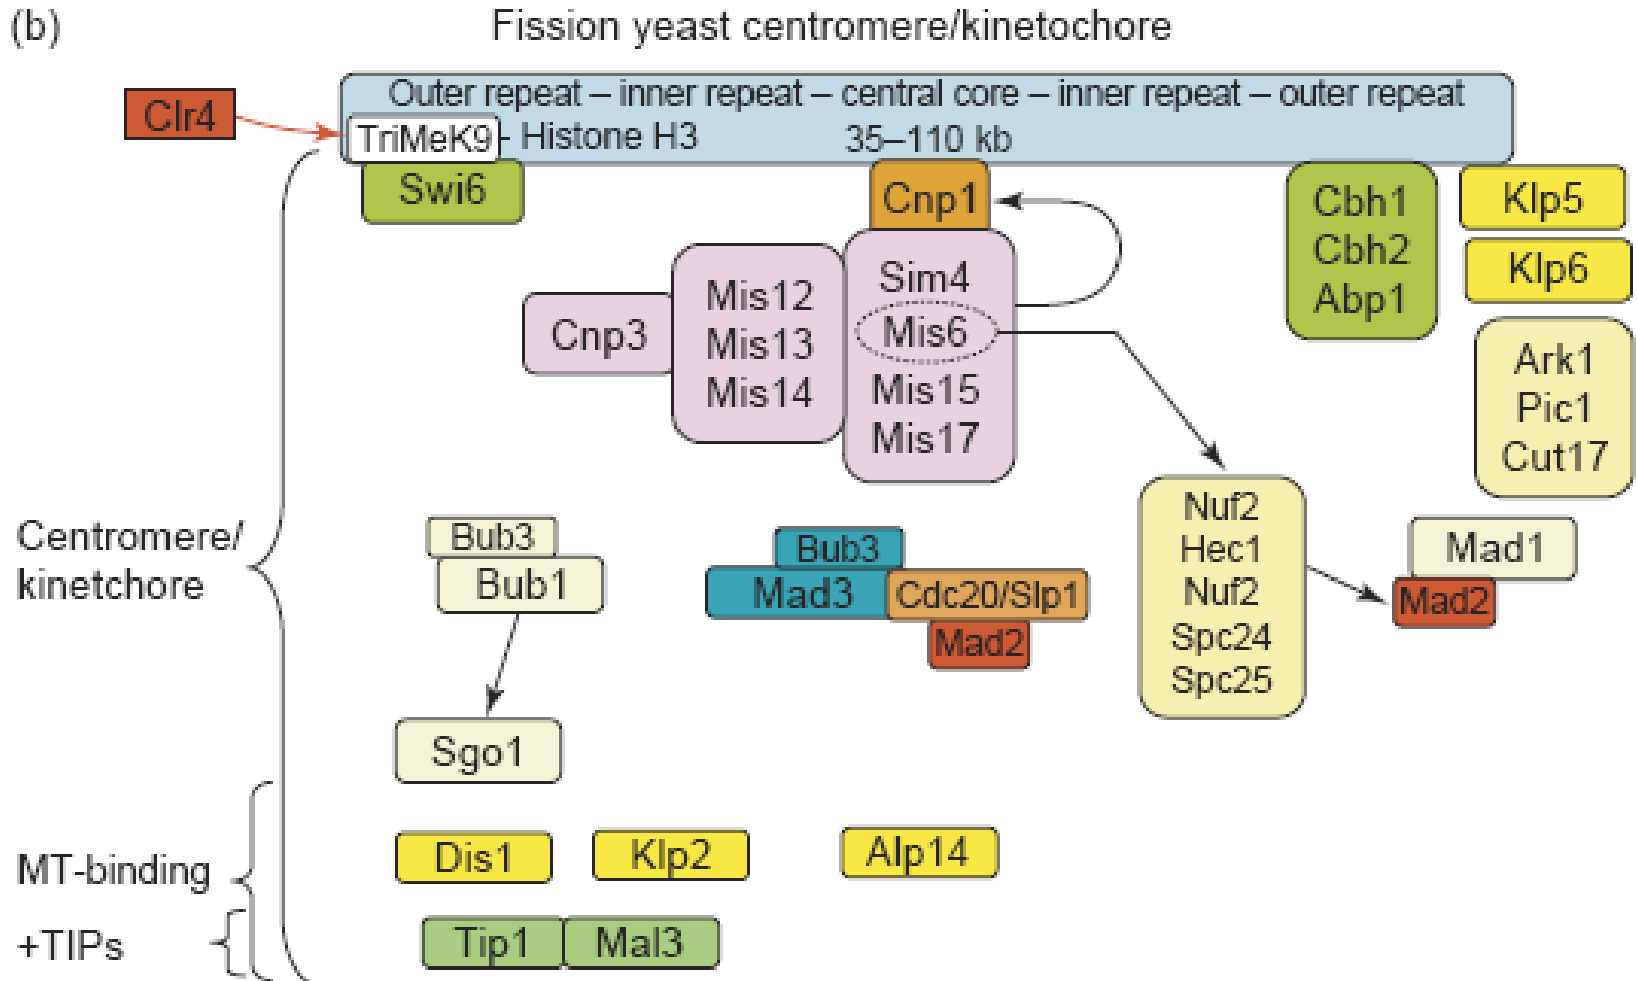 (b)
Fission yeast centromere/kinetochore
Outer repeat – inner repeat – central core – inner repeat – outer repeat
Clr4
TriMeK9 - Histone H3
35–110 kb
Swi6
Cnp1
Cbh1
Cbh2
Abp1
Klp5
Klp6
Cnp3
Mis12
Mis13
Mis14
Sim4
Mis6
Mis15
Mis17
Ark1
Pic1
Cut17
Centromere/
kinetchore
Bub3
Bub1
Bub3
Mad3
Cdc20/Slp1
Mad2
Nuf2
Hec1
Nuf2
Spc24
Spc25
Mad1
Mad2
Sgo1
MT-binding
Dis1
Klp2
Alp14
+TIPs
Tip1
Mal3